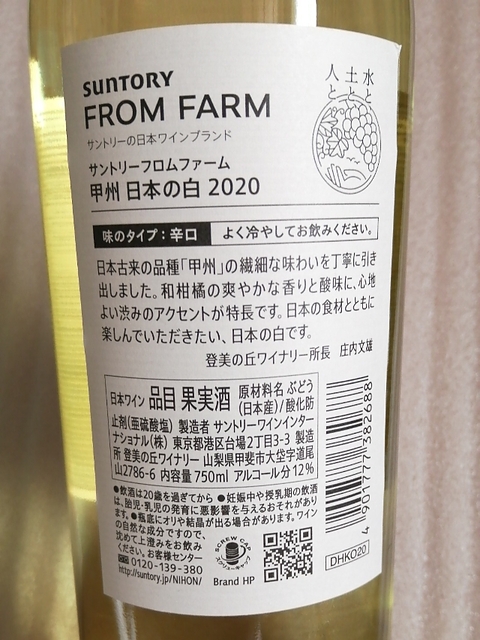 SUNTORY
FROM FARM
サントリーの日本ワインブランド
水と
土と
人と
サントリーフロムファーム
甲州 日本の白 2020
味のタイプ：辛口 よく冷やしてお飲みください。
日本古来の品種「甲州」の繊細な味わいを丁寧に引き
出しました。和柑橘の爽やかな香りと酸味に、心地
よい渋みのアクセントが特長です。日本の食材とともに
楽しんでいただきたい、日本の白です。
登美の丘ワイナリー所長 庄内文雄
日本ワイン 品目 果実酒 原材料名 ぶどう
(日本産)/酸化防
止剤(亜硫酸塩) 製造者 サントリーワインインター
ナショナル(株) 東京都港区台場2丁目3-3 製造
所 登美の丘ワイナリー 山梨県甲斐市大垈字道尾
山2786-6 内容量 750ml アルコール分 12%
●飲酒は20歳を過ぎてから ●妊娠中や授乳期の飲酒
は、胎児・乳児の発育に悪影響を与えるおそれがあり
ます。●瓶底にオリや結晶が出る場合があります。ワイン
の自然な成分ですので、
沈めて上澄みをお飲み
ください。お客様センター
0120-139-380
http://suntory.jp/NIHON/
SCREW CAP
Brand HP
4 901777 382688
DHKO20